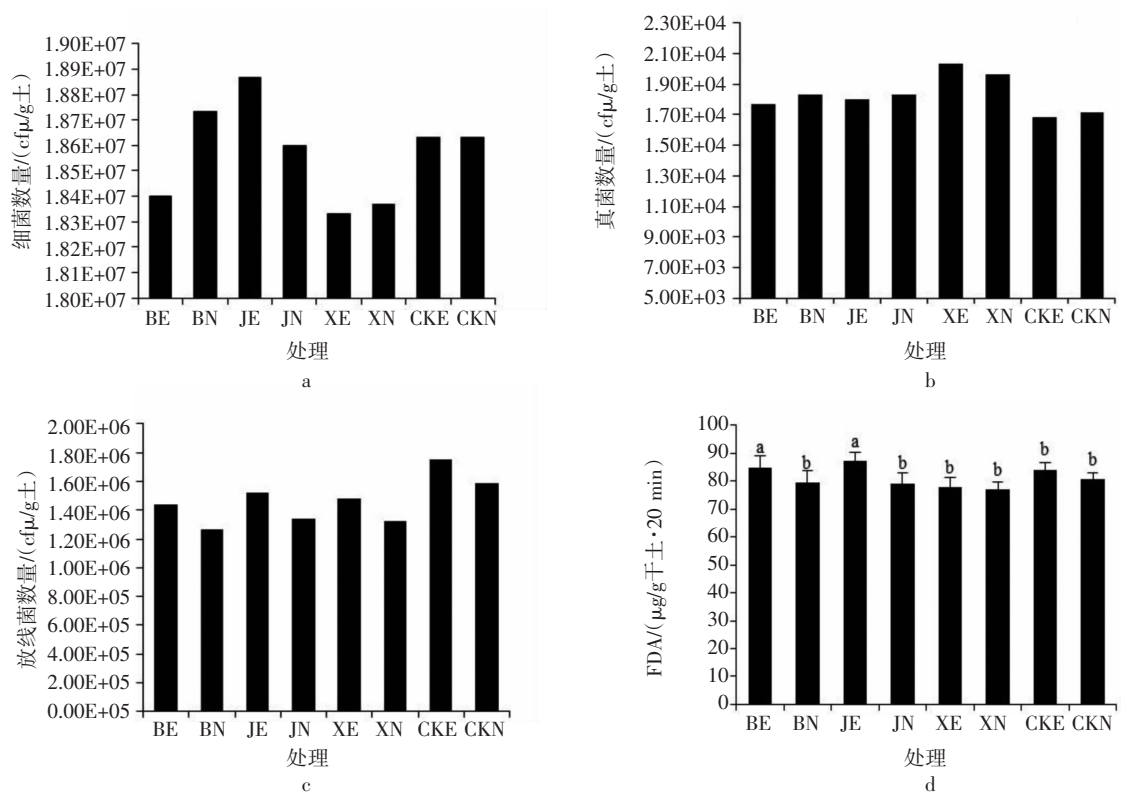 细菌数量/(cfμ/g土)
1.90E+07
1.89E+07
1.88E+07
1.87E+07
1.86E+07
1.85E+07
1.84E+07
1.83E+07
1.82E+07
1.81E+07
1.80E+07
BE BN JE JN XE XN CKE CKN
处理
a
真菌数量/(cfμ/g土)
2.30E+04
2.10E+04
1.90E+04
1.70E+04
1.50E+04
1.30E+04
1.10E+04
9.00E+03
7.00E+03
5.00E+03
BE BN JE JN XE XN CKE CKN
处理
b
放线菌数量/(cfμ/g土)
2.00E+06
1.80E+06
1.60E+06
1.40E+06
1.20E+06
1.00E+06
8.00E+05
6.00E+05
4.00E+05
2.00E+05
0.00E+05
BE BN JE JN XE XN CKE CKN
处理
c
FDA/(μg/g干土·20 min)
100
90
80
70
60
50
40
30
20
10
0
a b a b b b b b
BE BN JE JN XE XN CKE CKN
处理
d